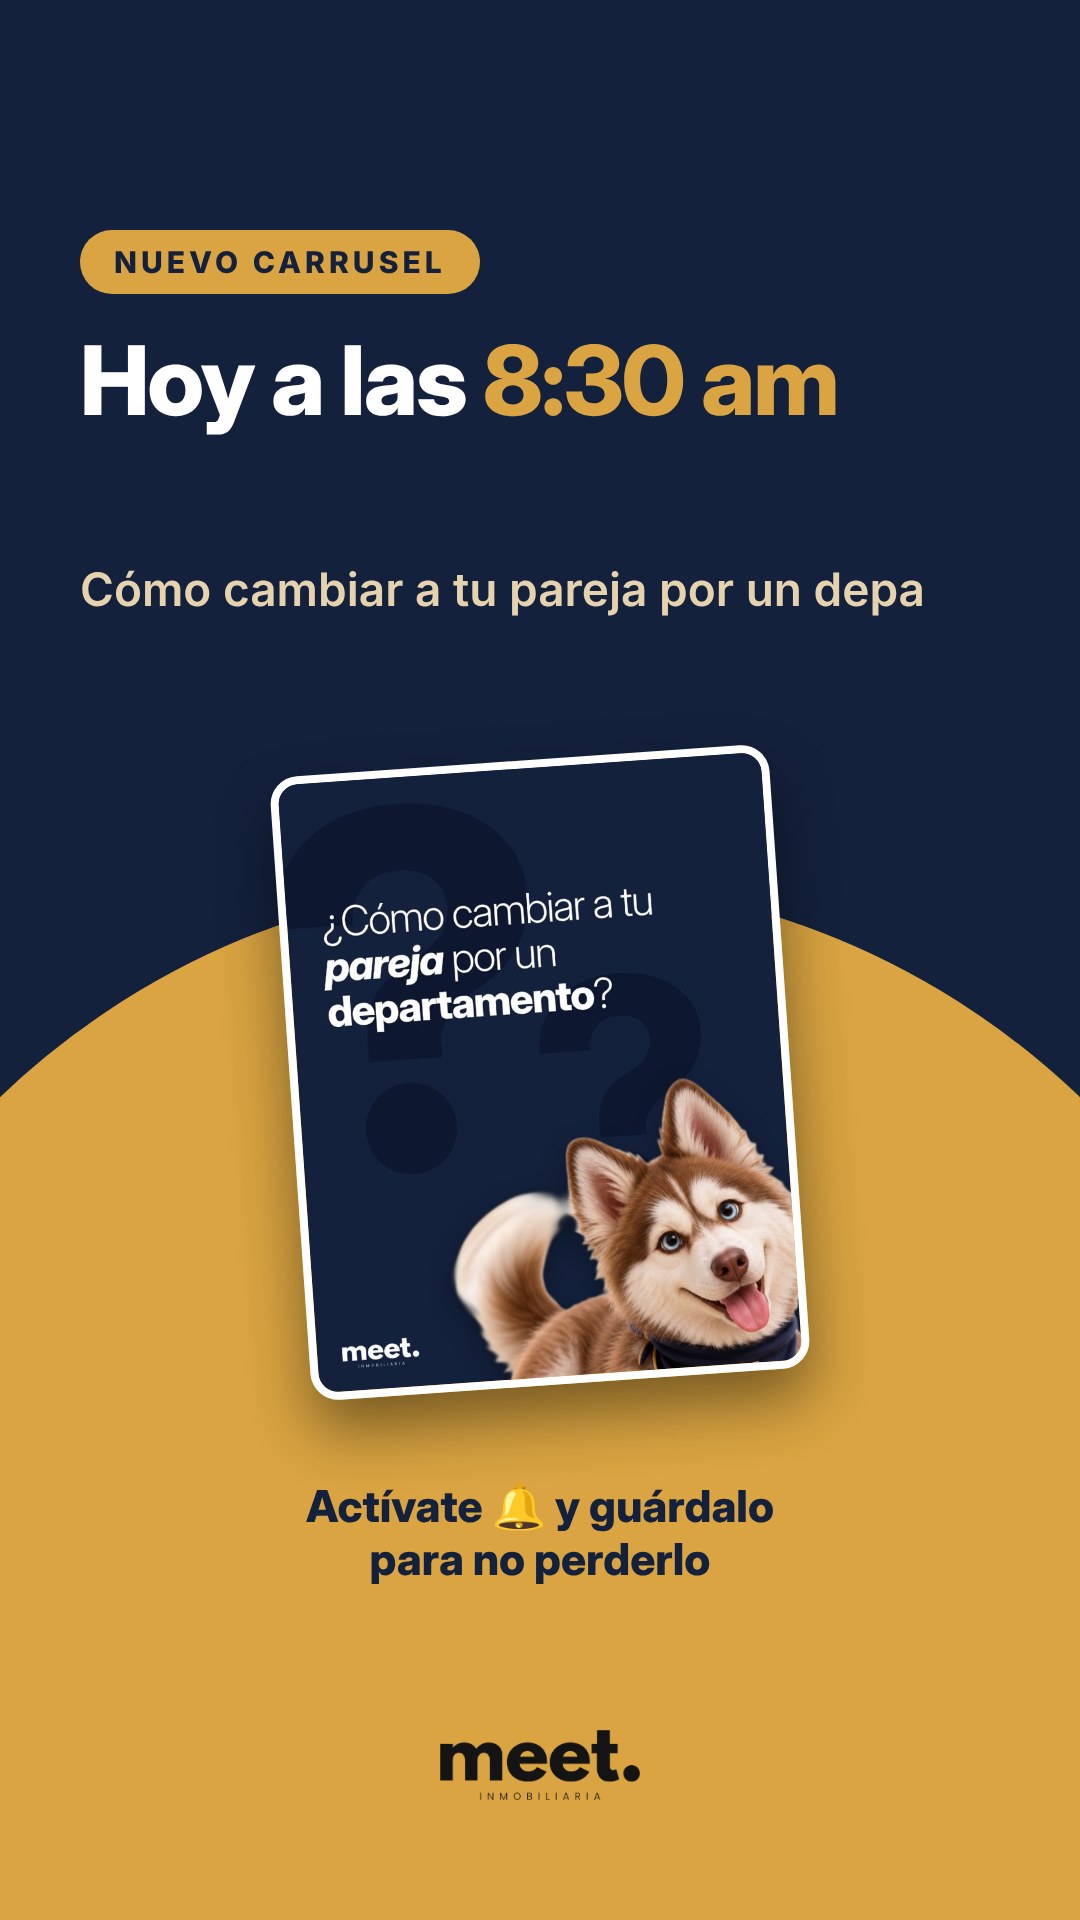 NUEVO CARRUSEL
Hoy a las 8:30 am
Cómo cambiar a tu pareja por un depa
¿Cómo cambiar a tu
pareja por un
departamento?
meet.
INMOBILIARIA
Actívate 🔔 y guárdalo
para no perderlo
meet.
INMOBILIARIA